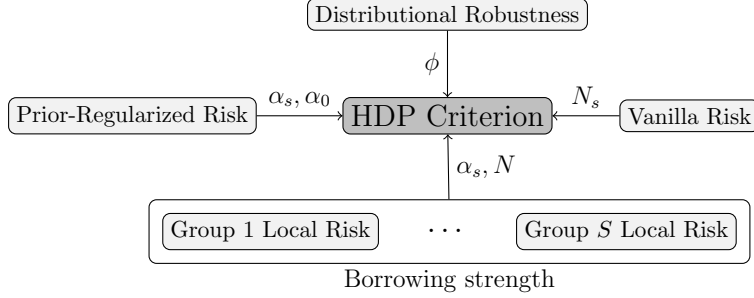 Distributional Robustness
ϕ
Prior-Regularized Risk
α_s, α_0
HDP Criterion
N_s
Vanilla Risk
α_s, N
Group 1 Local Risk
· · ·
Group S Local Risk
Borrowing strength